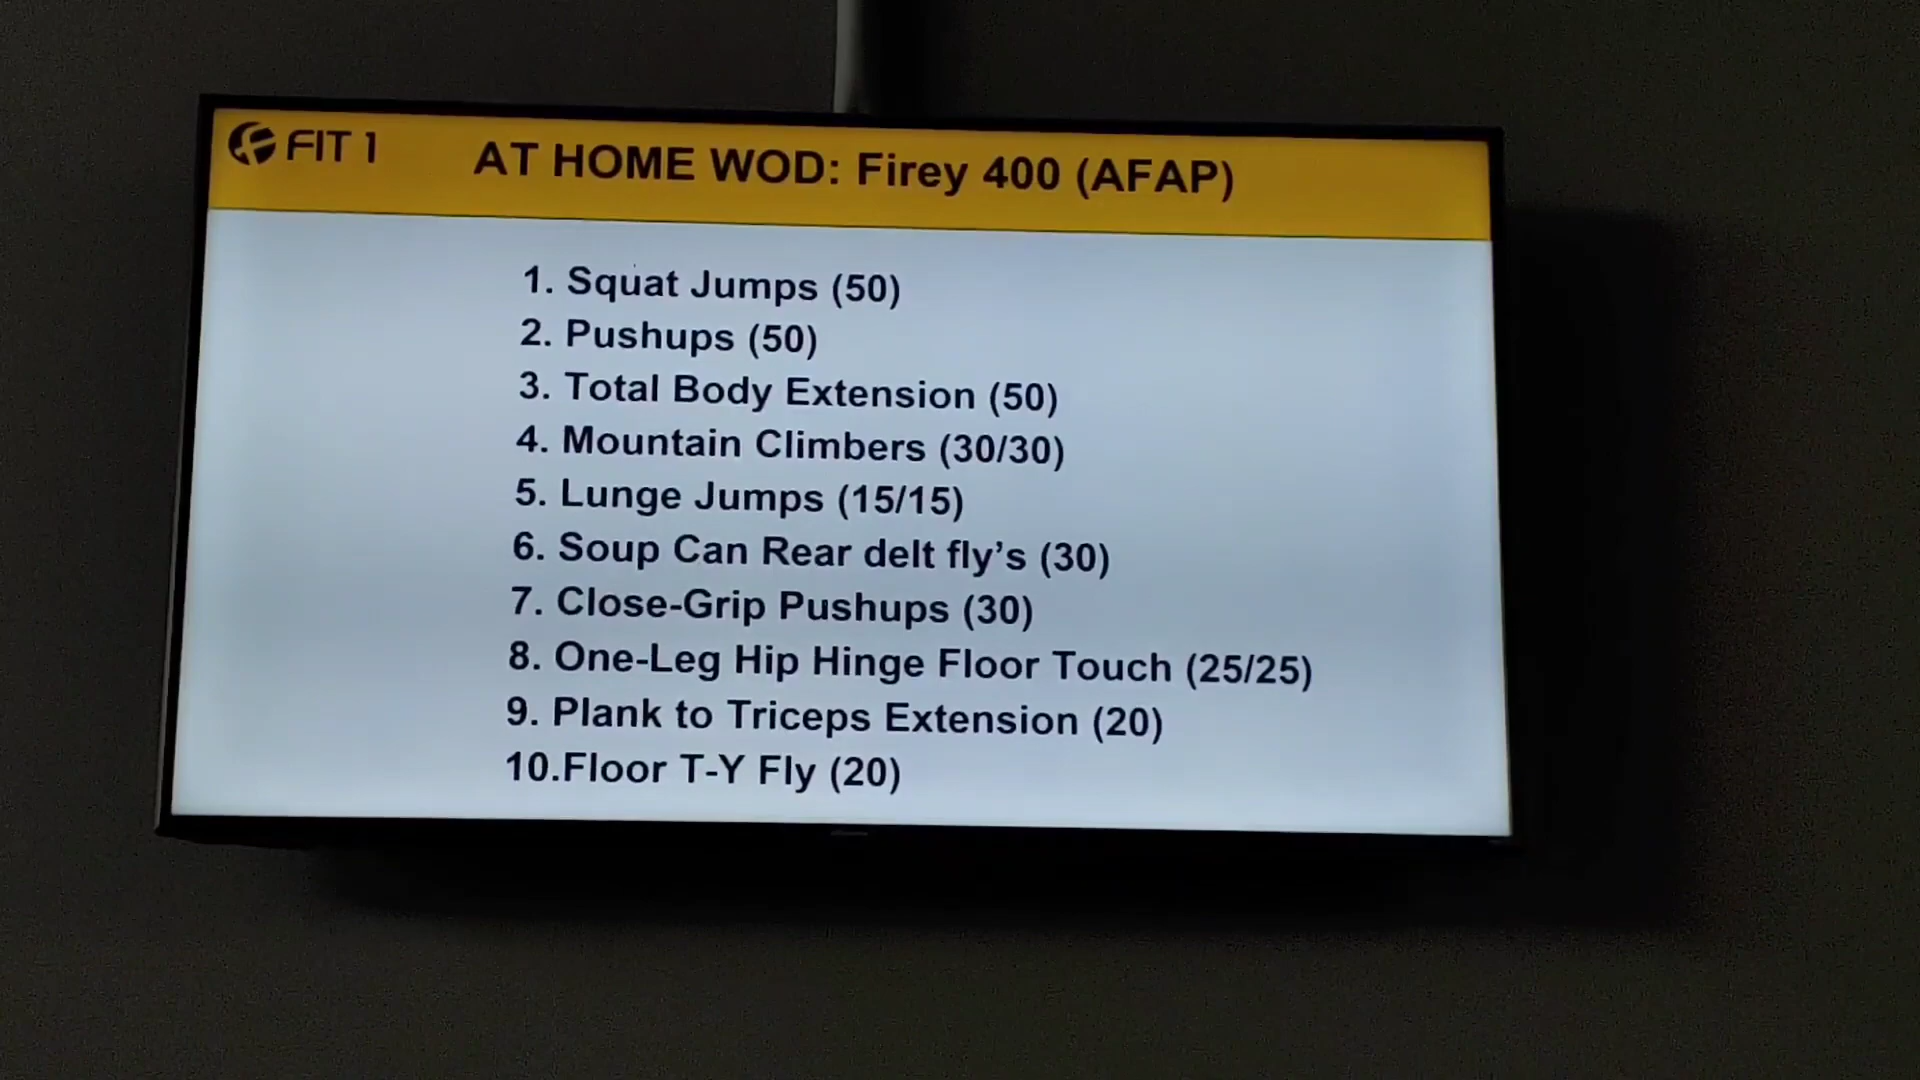 FIT 1
AT HOME WOD: Firey 400 (AFAP)
1. Squat Jumps (50)
2. Pushups (50)
3. Total Body Extension (50)
4. Mountain Climbers (30/30)
5. Lunge Jumps (15/15)
6. Soup Can Rear delt fly’s (30)
7. Close-Grip Pushups (30)
8. One-Leg Hip Hinge Floor Touch (25/25)
9. Plank to Triceps Extension (20)
10.Floor T-Y Fly (20)